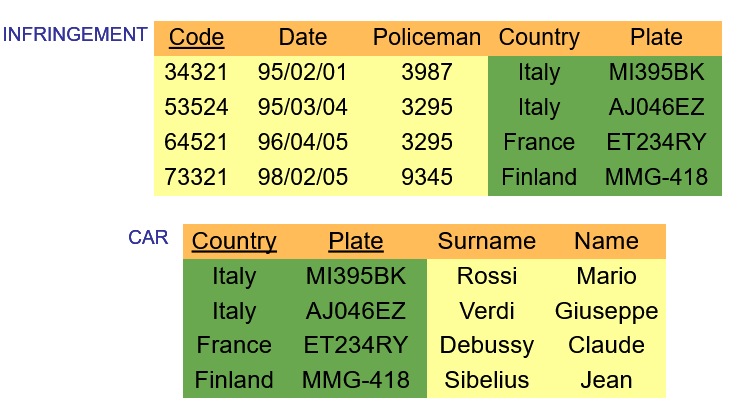 INFRINGEMENT Code Date Policeman Country Plate
34321 95/02/01 3987 Italy MI395BK
53524 95/03/04 3295 Italy AJ046EZ
64521 96/04/05 3295 France ET234RY
73321 98/02/05 9345 Finland MMG-418
CAR Country Plate Surname Name
Italy MI395BK Rossi Mario
Italy AJ046EZ Verdi Giuseppe
France ET234RY Debussy Claude
Finland MMG-418 Sibelius Jean